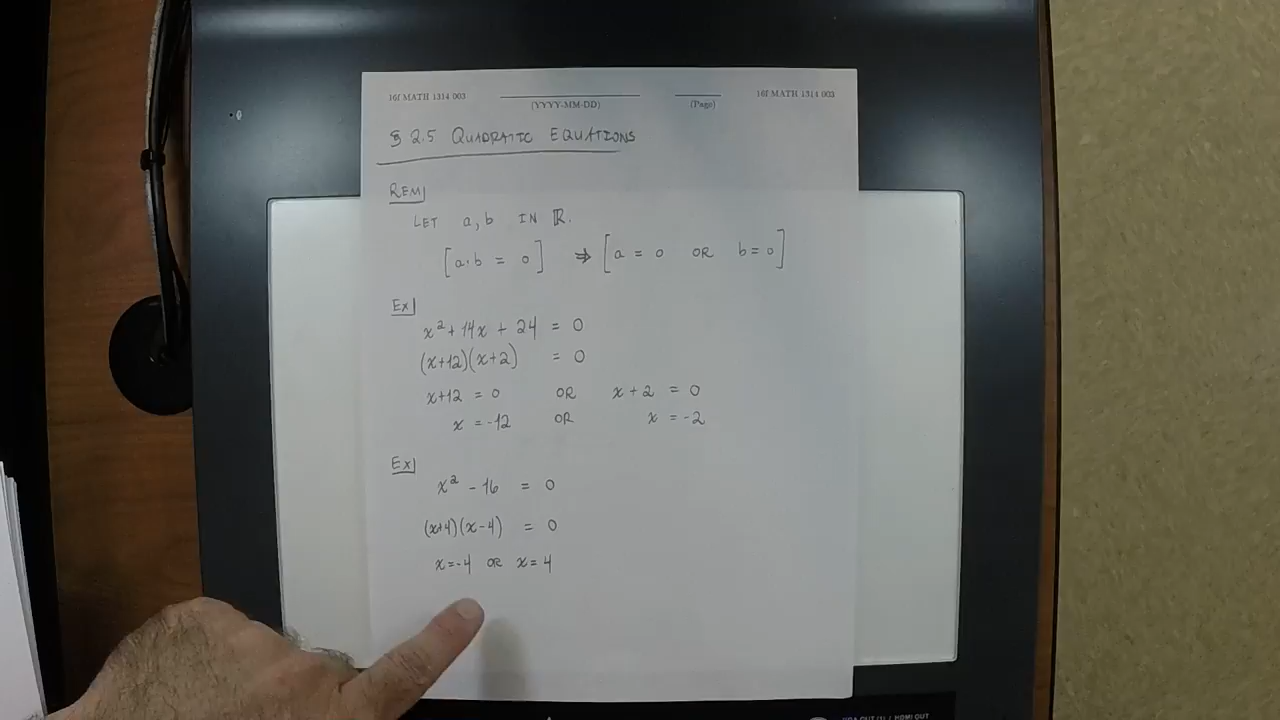 16f MATH 1314 003 (YYYY-MM-DD) (Page) 16f MATH 1314 003
§ 2.5 QUADRATIC EQUATIONS
REM
LET a, b IN ℝ.
[a·b = 0] ⇒ [a = 0 OR b = 0]
Ex
x² + 14x + 24 = 0
(x+12)(x+2) = 0
x+12 = 0 OR x + 2 = 0
x = -12 OR x = -2
Ex
x² - 16 = 0
(x+4)(x-4) = 0
x=-4 OR x=4